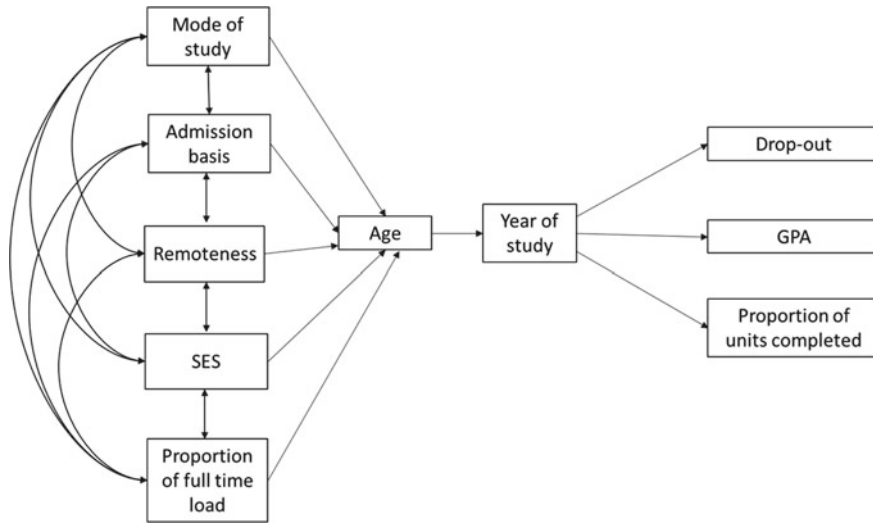 Mode of
study
Admission
basis
Remoteness
SES
Proportion
of full time
load
Age
Year of
study
Drop-out
GPA
Proportion of
units completed